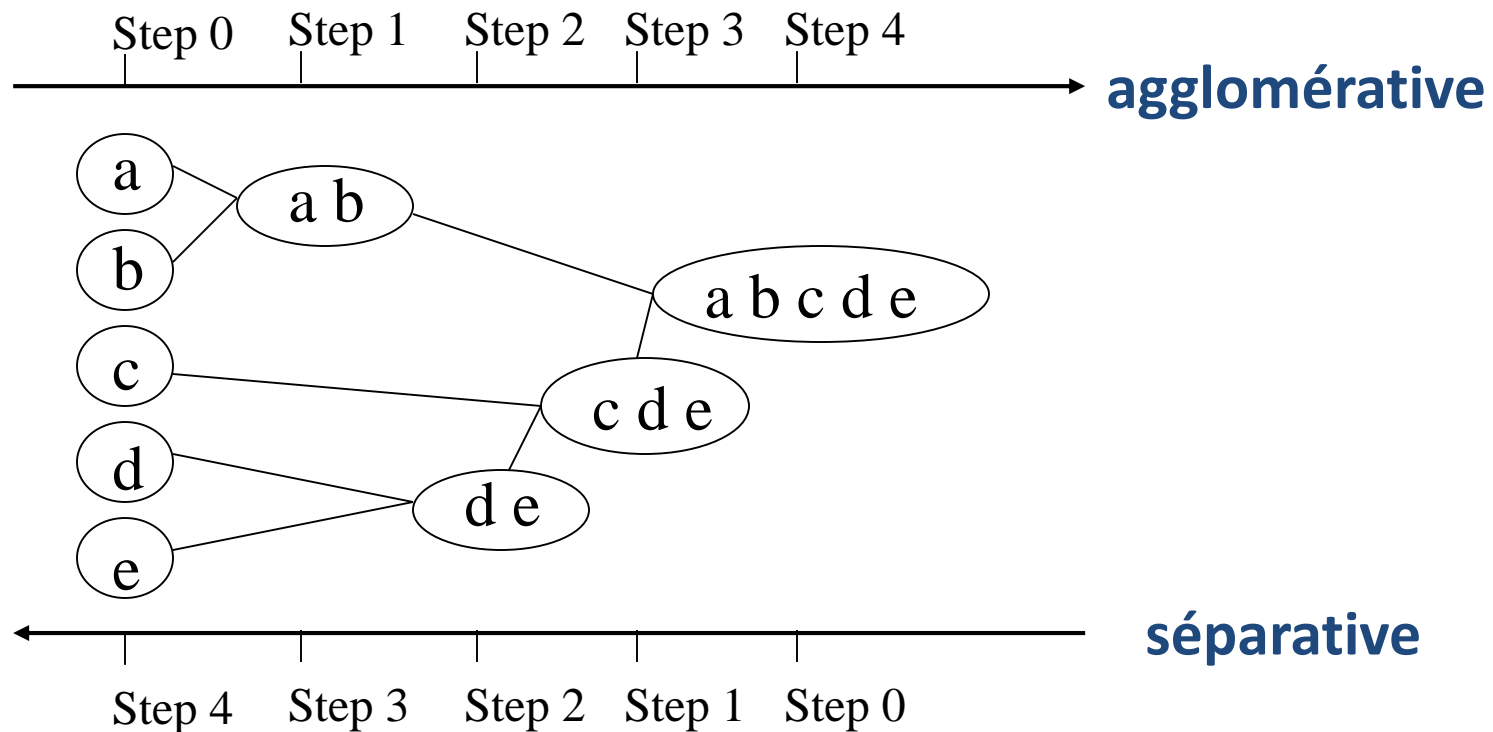 Step 0 Step 1 Step 2 Step 3 Step 4
agglomérative
a
a b
b
a b c d e
c
c d e
d
d e
e
séparative
Step 4 Step 3 Step 2 Step 1 Step 0